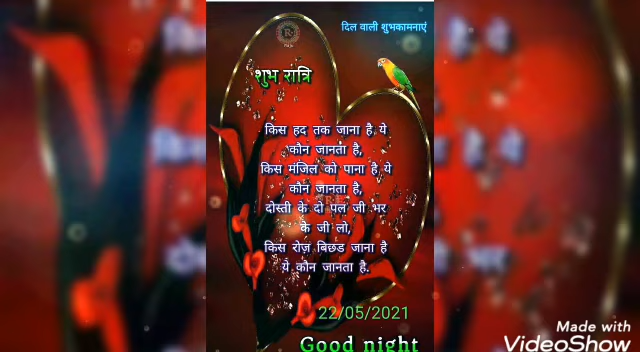 दिल वाली शुभकामनाएं
शुभ रात्रि
किस हद तक जाना है ये
कौन जानता है,
किस मंजिल को पाना है ये
कौन जानता है,
दोस्ती के दो पल जी भर
के जी लो,
किस रोज़ बिछड जाना है
ये कौन जानता है.
22/05/2021
Good night
Made with
VideoShow